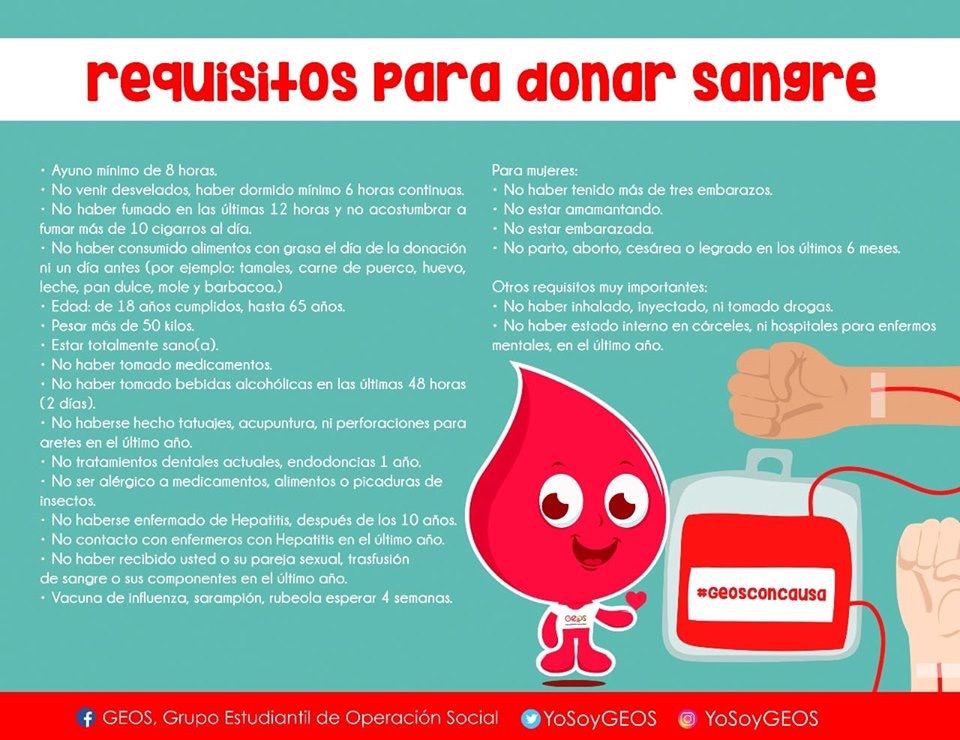 requisitos para donar sangre
• Ayuno mínimo de 8 horas.
• No venir desvelados, haber dormido mínimo 6 horas continuas.
• No haber fumado en las últimas 12 horas y no acostumbrar a
fumar más de 10 cigarros al día.
• No haber consumido alimentos con grasa el día de la donación
ni un día antes (por ejemplo: tamales, carne de puerco, huevo,
leche, pan dulce, mole y barbacoa.)
• Edad: de 18 años cumplidos, hasta 65 años.
• Pesar más de 50 kilos.
• Estar totalmente sano(a).
• No haber tomado medicamentos.
• No haber tomado bebidas alcohólicas en las últimas 48 horas
(2 días).
• No haberse hecho tatuajes, acupuntura, ni perforaciones para
aretes en el último año.
• No tratamientos dentales actuales, endodoncias 1 año.
• No ser alérgico a medicamentos, alimentos o picaduras de
insectos.
• No haberse enfermado de Hepatitis, después de los 10 años.
• No contacto con enfermeros con Hepatitis en el último año.
• No haber recibido usted o su pareja sexual, trasfusión
de sangre o sus componentes en el último año.
• Vacuna de influenza, sarampión, rubeola esperar 4 semanas.
Para mujeres:
• No haber tenido más de tres embarazos.
• No estar amamantando.
• No estar embarazada.
• No parto, aborto, cesárea o legrado en los últimos 6 meses.
Otros requisitos muy importantes:
• No haber inhalado, inyectado, ni tomado drogas.
• No haber estado interno en cárceles, ni hospitales para enfermos
mentales, en el último año.
GEOS
#GEOSCONCAUSA
GEOS, Grupo Estudiantil de Operación Social YoSoyGEOS YoSoyGEOS